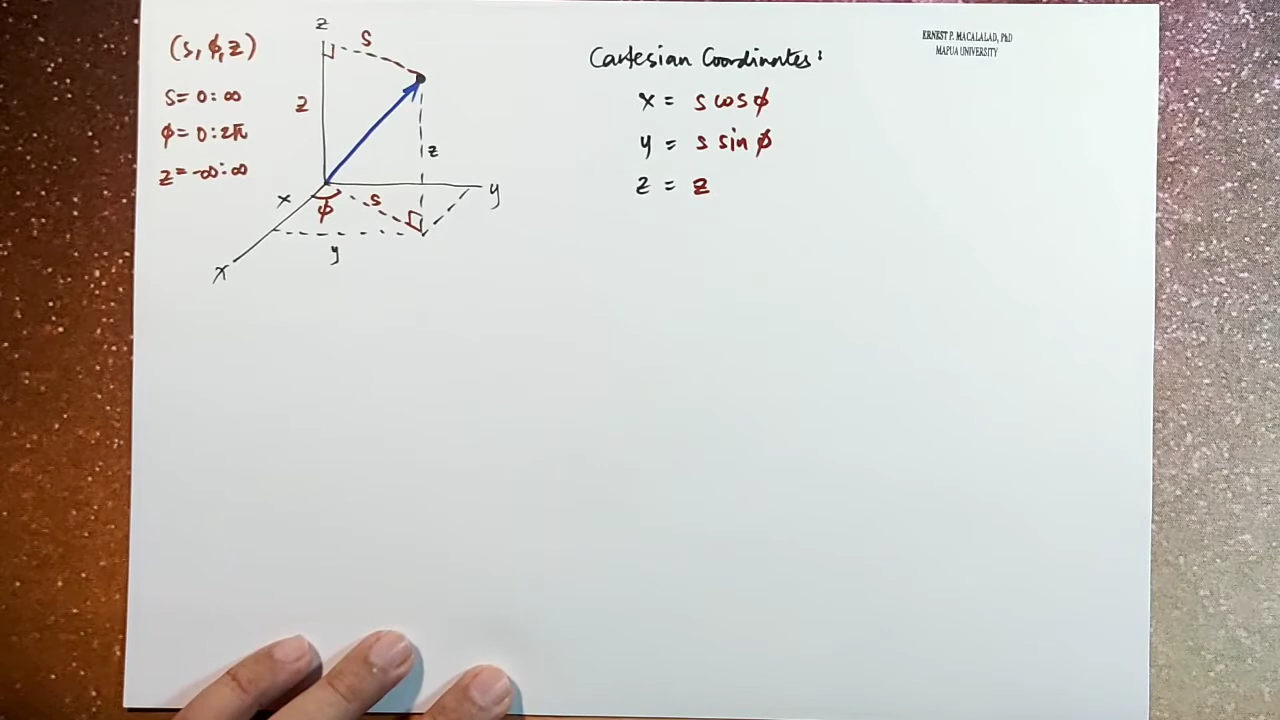 (s, ϕ, z)
s = 0 : ∞
ϕ = 0 : 2π
z = -∞ : ∞
z
s
z
z
x
ϕ
s
y
y
x
Cartesian Coordinates :
x = s cos ϕ
y = s sin ϕ
z = z
ERNEST P. MACALALAD, PhD
MAPUA UNIVERSITY